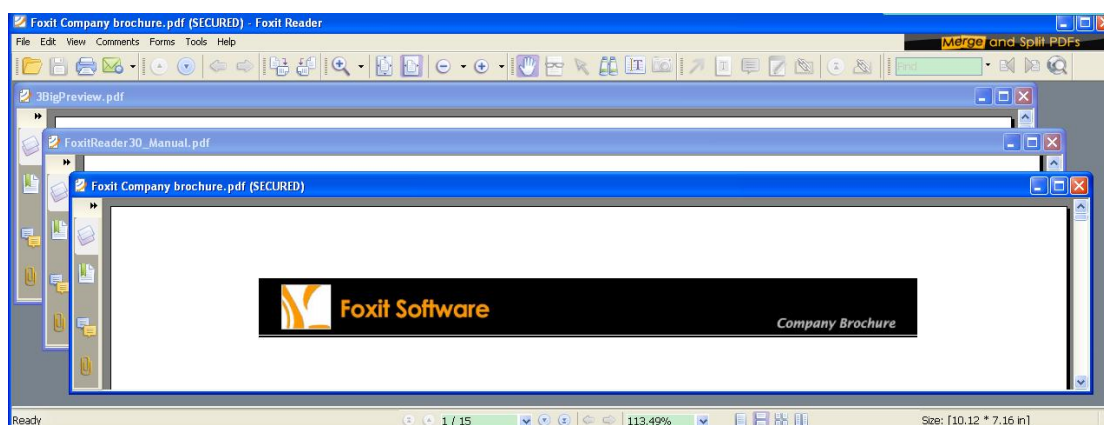 Foxit Company brochure.pdf (SECURED) - Foxit Reader
File Edit View Comments Forms Tools Help
Merge and Split PDFs
Find
3BigPreview.pdf
FoxitReader30_Manual.pdf
Foxit Company brochure.pdf (SECURED)
Foxit Software
Company Brochure
Ready
1 / 15
113.49%
Size: [10.12 * 7.16 in]